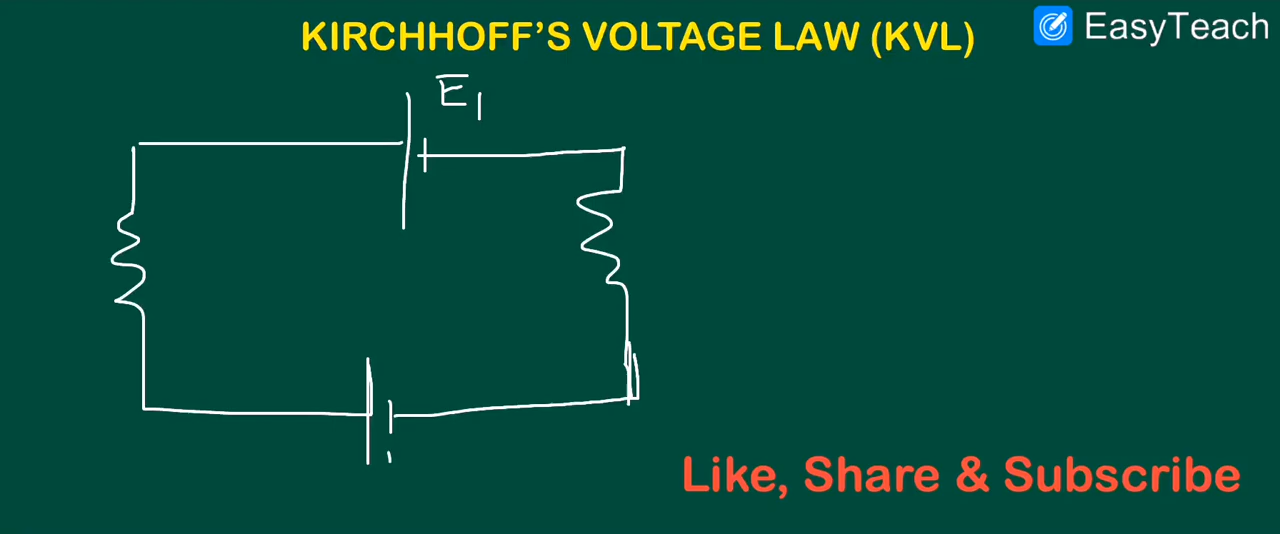 KIRCHHOFF'S VOLTAGE LAW (KVL)
EasyTeach
E1
Like, Share & Subscribe